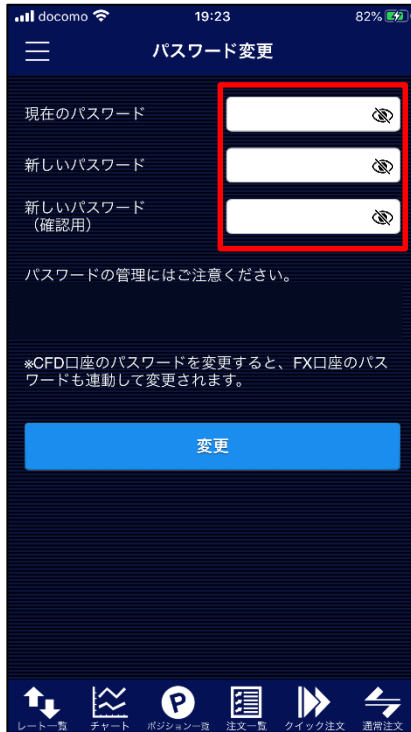 docomo 19:23 82%
パスワード変更
現在のパスワード
新しいパスワード
新しいパスワード
（確認用）
パスワードの管理にはご注意ください。
※CFD口座のパスワードを変更すると、FX口座のパス
ワードも連動して変更されます。
変更
P
レート一覧 チャート ポジション一覧 注文一覧 クイック注文 通常注文